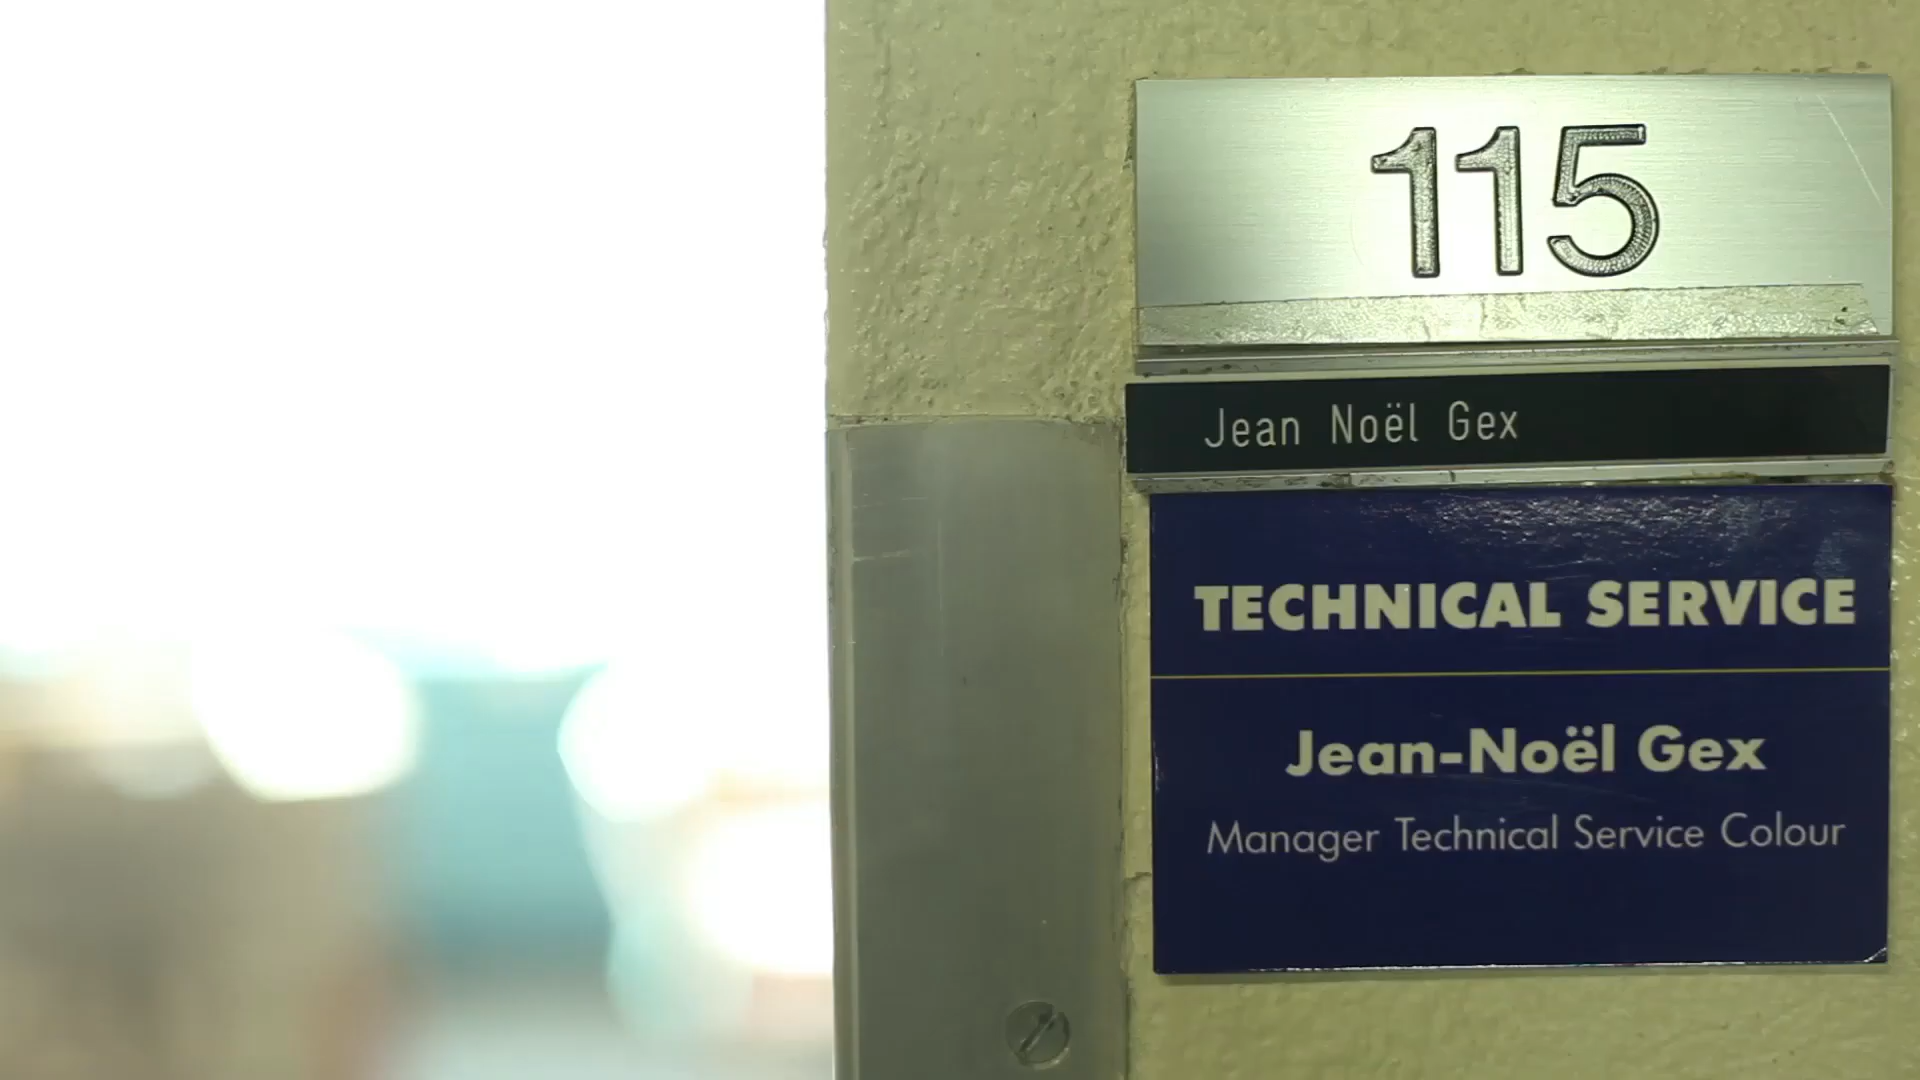 115
Jean Noël Gex
TECHNICAL SERVICE
Jean-Noël Gex
Manager Technical Service Colour